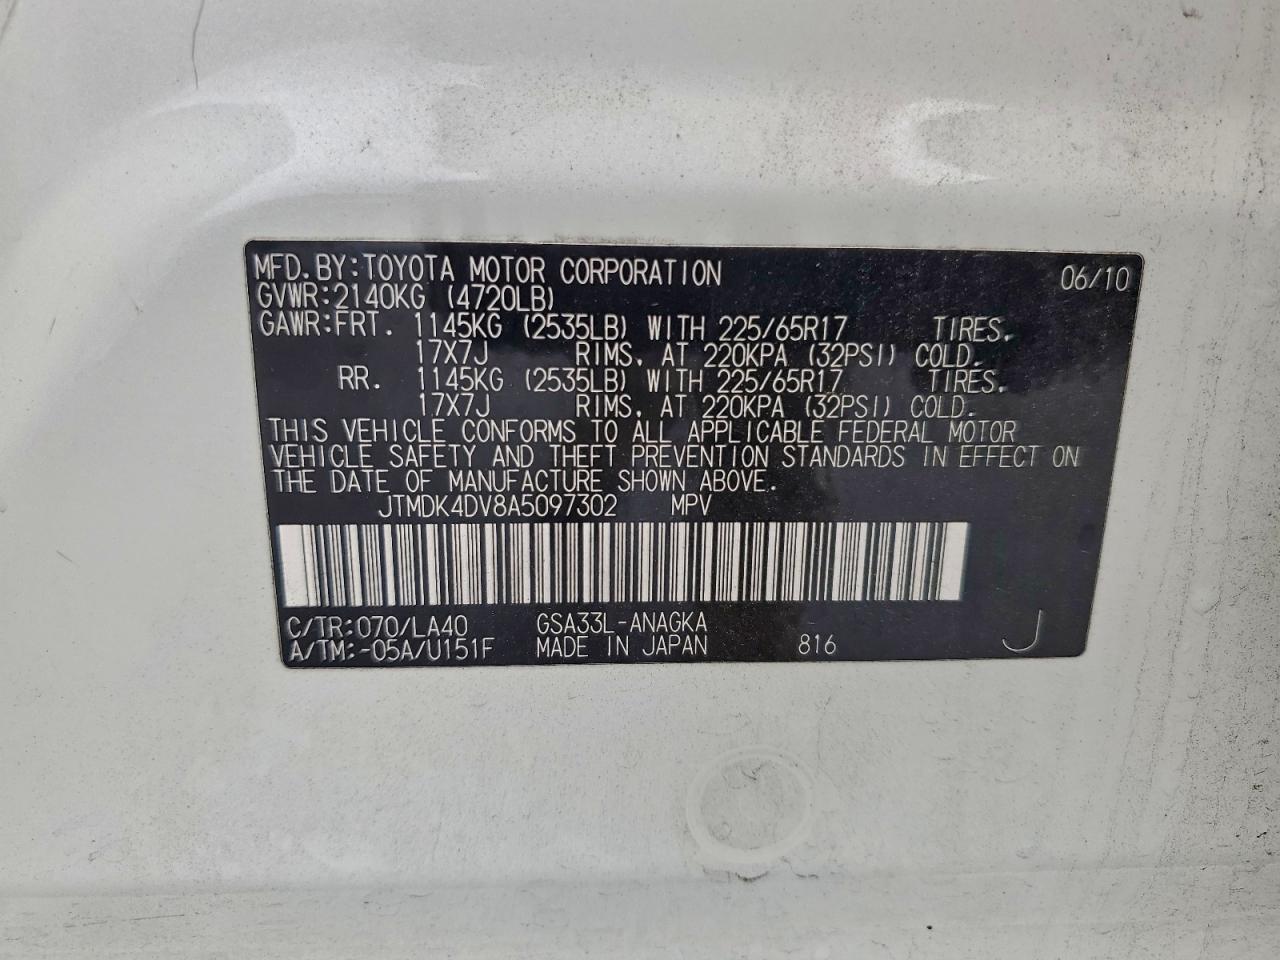 MFD.BY:TOYOTA MOTOR CORPORATION 06/10
GVWR:2140KG (4720LB)
GAWR:FRT. 1145KG (2535LB) WITH 225/65R17 TIRES,
17X7J RIMS, AT 220KPA (32PSI) COLD.
RR. 1145KG (2535LB) WITH 225/65R17 TIRES,
17X7J RIMS, AT 220KPA (32PSI) COLD.
THIS VEHICLE CONFORMS TO ALL APPLICABLE FEDERAL MOTOR
VEHICLE SAFETY AND THEFT PREVENTION STANDARDS IN EFFECT ON
THE DATE OF MANUFACTURE SHOWN ABOVE.
JTMDK4DV8A5097302 MPV
C/TR:070/LA40 GSA33L-ANAGKA
A/TM:-05A/U151F MADE IN JAPAN 816 J